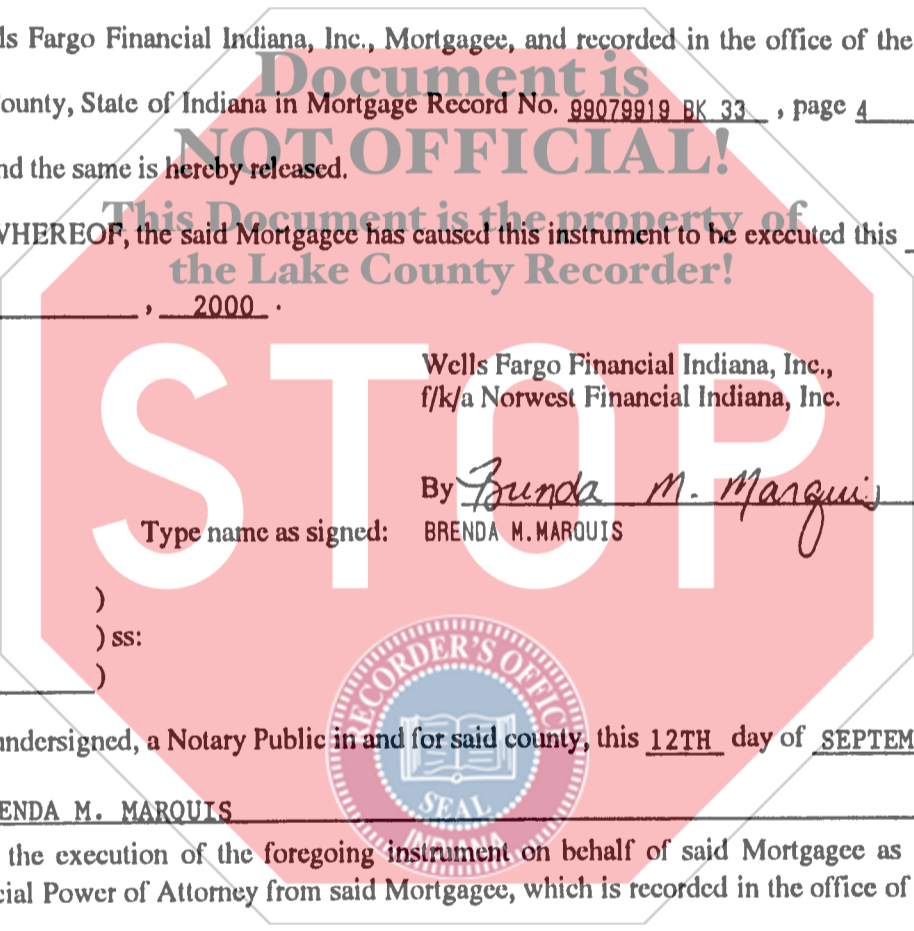 ls Fargo Financial Indiana, Inc., Mortgagee, and recorded in the office of the
Document is
ounty, State of Indiana in Mortgage Record No. 99079919 BK 33 , page 4
NOT OFFICIAL!
nd the same is hereby released.
This Document is the property of
WHEREOF, the said Mortgagee has caused this instrument to be executed this
the Lake County Recorder!
, 2000 .
STOP
Wells Fargo Financial Indiana, Inc.,
f/k/a Norwest Financial Indiana, Inc.
By Brenda M. Marquis
Type name as signed: BRENDA M.MARQUIS
)
) ss:
)
RECORDER'S OFFICE
undersigned, a Notary Public in and for said county, this 12TH day of SEPTEM
SEAL
ENDA M. MARQUIS
INDIANA
the execution of the foregoing instrument on behalf of said Mortgagee as
cial Power of Attorney from said Mortgagee, which is recorded in the office of